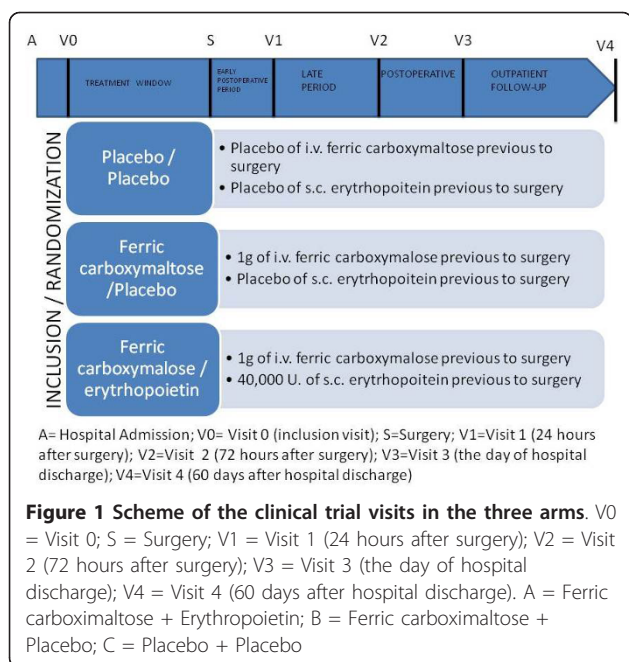 A V0 S V1 V2 V3 V4
TREATMENT WINDOW
EARLY
POSTOPERATIVE
PERIOD
LATE
PERIOD
POSTOPERATIVE
OUTPATIENT
FOLLOW-UP
INCLUSION / RANDOMIZATION
Placebo /
Placebo
• Placebo of i.v. ferric carboxymaltose previous to
surgery
• Placebo of s.c. erytrhopoitein previous to surgery
Ferric
carboxymaltose
/Placebo
• 1g of i.v. ferric carboxymalose previous to surgery
• Placebo of s.c. erytrhopoitein previous to surgery
Ferric
carboxymalose /
erytrhopoietin
• 1g of i.v. ferric carboxymalose previous to surgery
• 40,000 U. of s.c. erytrhopoitein previous to surgery
A= Hospital Admission; V0= Visit 0 (inclusion visit); S=Surgery; V1=Visit 1 (24 hours
after surgery); V2=Visit 2 (72 hours after surgery); V3=Visit 3 (the day of hospital
discharge); V4=Visit 4 (60 days after hospital discharge)
Figure 1 Scheme of the clinical trial visits in the three arms. V0
= Visit 0; S = Surgery; V1 = Visit 1 (24 hours after surgery); V2 = Visit
2 (72 hours after surgery); V3 = Visit 3 (the day of hospital
discharge); V4 = Visit 4 (60 days after hospital discharge). A = Ferric
carboximaltose + Erythropoietin; B = Ferric carboximaltose +
Placebo; C = Placebo + Placebo